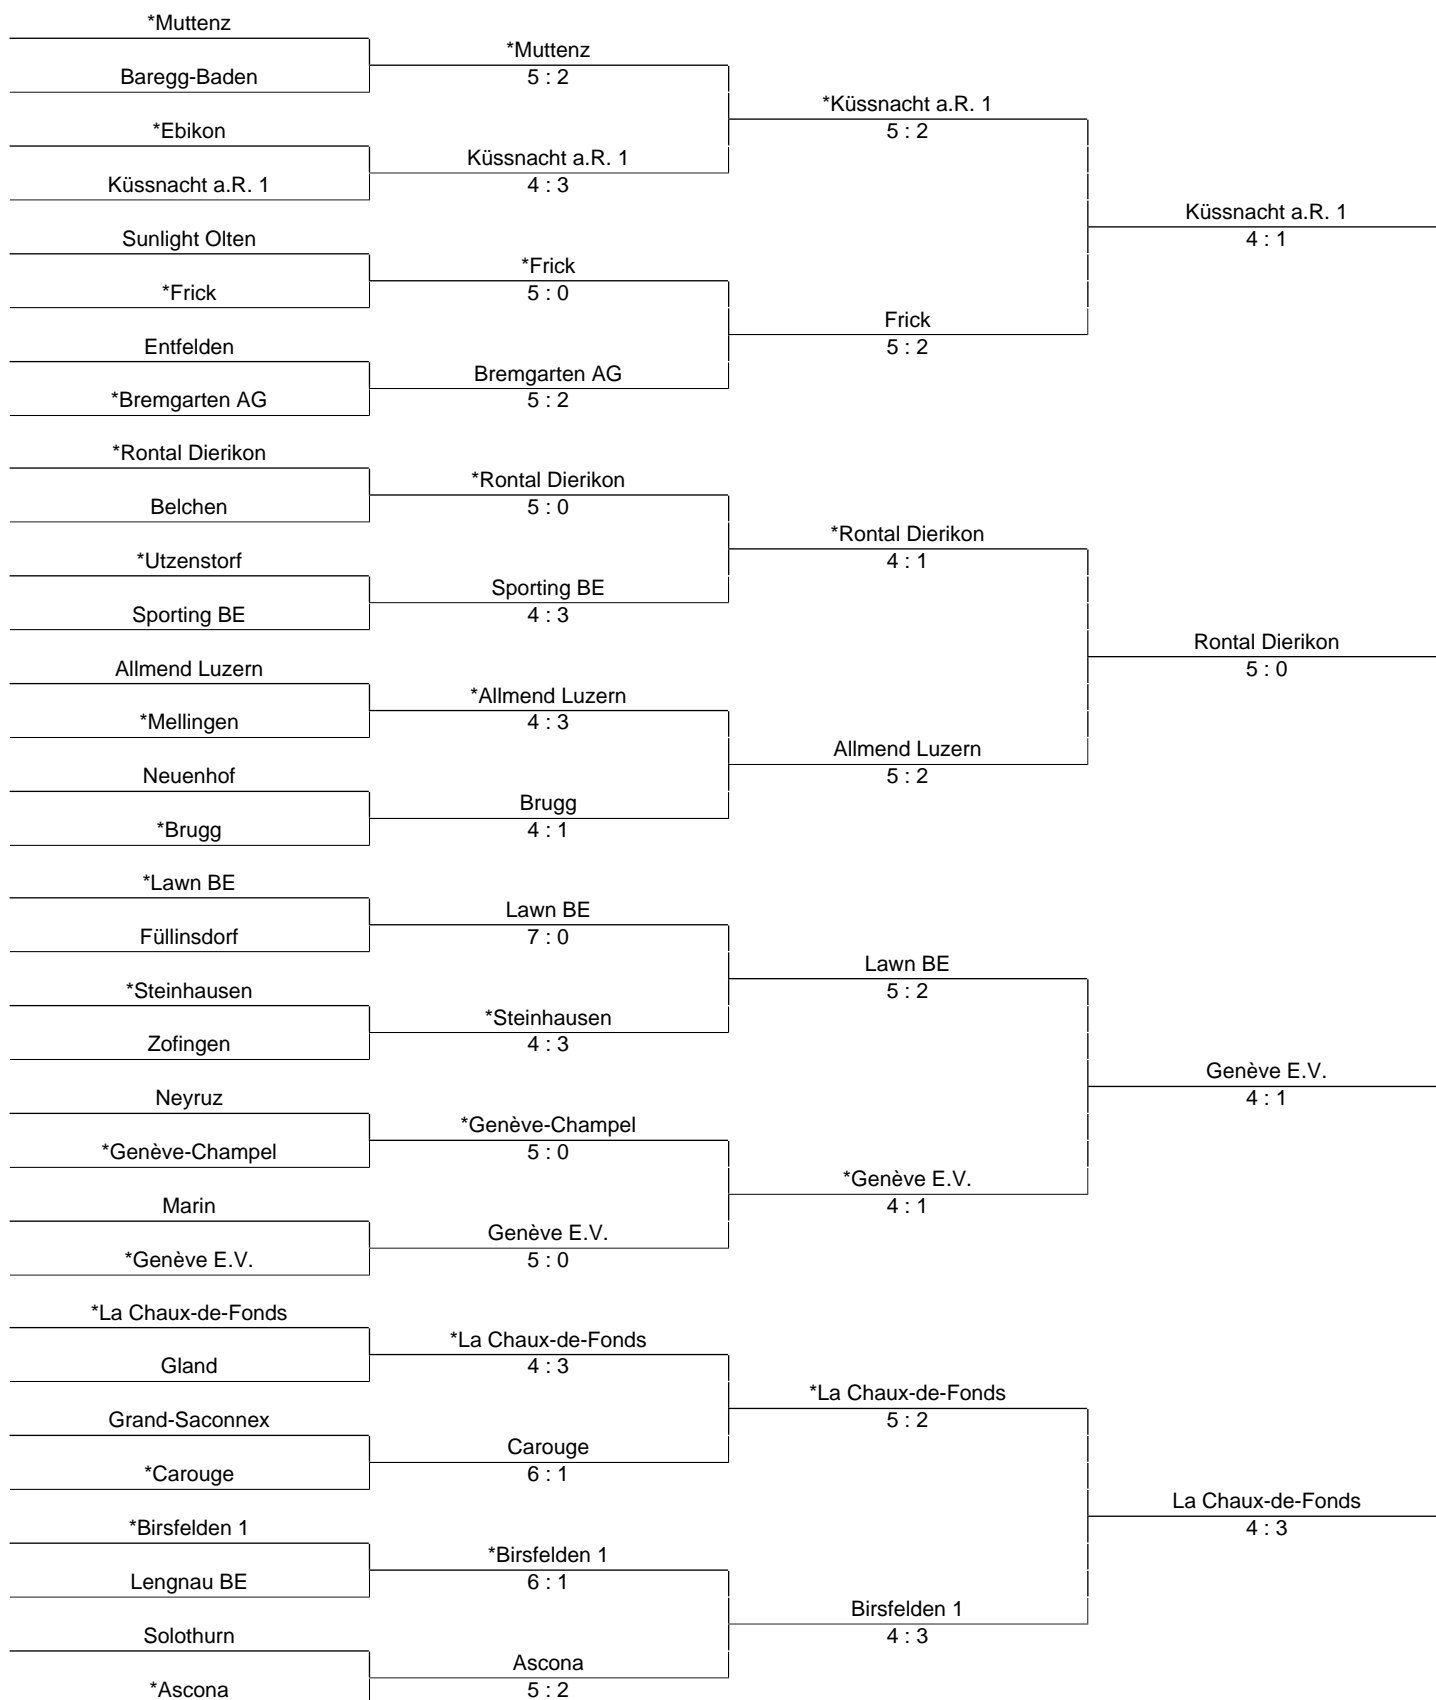 *Muttenz
Baregg-Baden
*Ebikon
Küssnacht a.R. 1
Sunlight Olten
*Frick
Entfelden
*Bremgarten AG
*Rontal Dierikon
Belchen
*Utzenstorf
Sporting BE
Allmend Luzern
*Mellingen
Neuenhof
*Brugg
*Lawn BE
Füllinsdorf
*Steinhausen
Zofingen
Neyruz
*Genève-Champel
Marin
*Genève E.V.
*La Chaux-de-Fonds
Gland
Grand-Saconnex
*Carouge
*Birsfelden 1
Lengnau BE
Solothurn
*Ascona
*Muttenz
5 : 2
Küssnacht a.R. 1
4 : 3
*Frick
5 : 0
Bremgarten AG
5 : 2
*Rontal Dierikon
5 : 0
Sporting BE
4 : 3
*Allmend Luzern
4 : 3
Brugg
4 : 1
Lawn BE
7 : 0
*Steinhausen
4 : 3
*Genève-Champel
5 : 0
Genève E.V.
5 : 0
*La Chaux-de-Fonds
4 : 3
Carouge
6 : 1
*Birsfelden 1
6 : 1
Ascona
5 : 2
*Küssnacht a.R. 1
5 : 2
Frick
5 : 2
*Rontal Dierikon
4 : 1
Allmend Luzern
5 : 2
Lawn BE
5 : 2
*Genève E.V.
4 : 1
*La Chaux-de-Fonds
5 : 2
Birsfelden 1
4 : 3
Küssnacht a.R. 1
4 : 1
Rontal Dierikon
5 : 0
Genève E.V.
4 : 1
La Chaux-de-Fonds
4 : 3